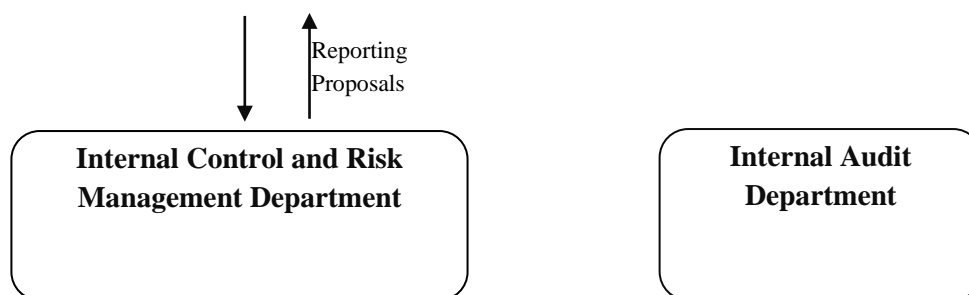 Reporting
Proposals
Internal Control and Risk
Management Department
Internal Audit
Department